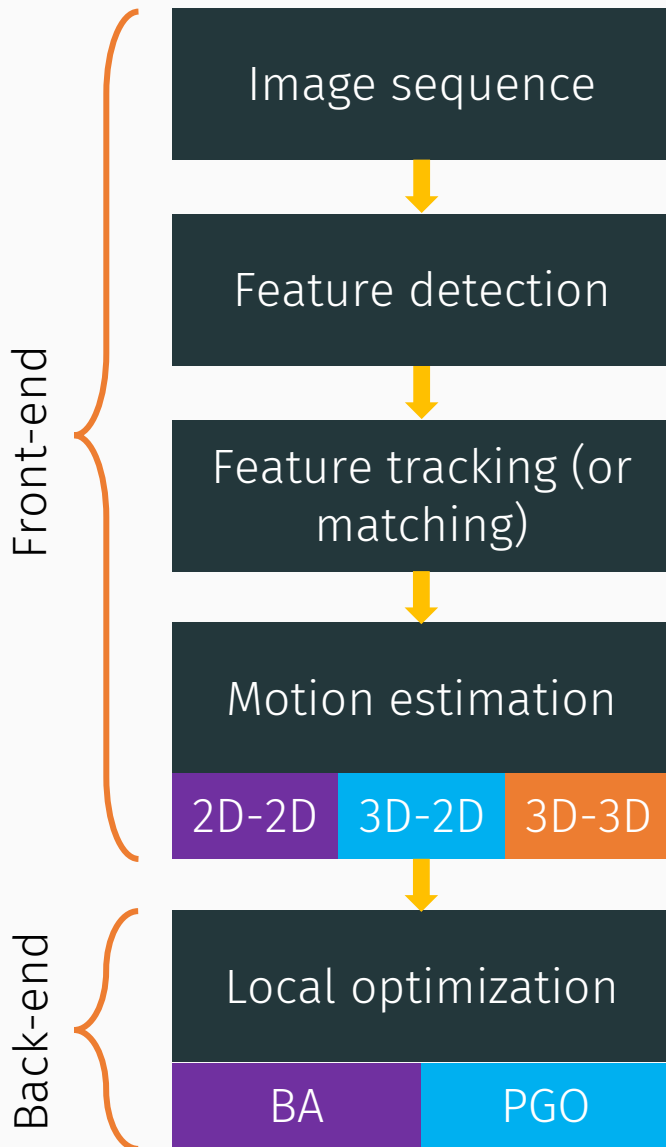 Front-end
Image sequence
Feature detection
Feature tracking (or
matching)
Motion estimation
2D-2D
3D-2D
3D-3D
Back-end
Local optimization
BA
PGO